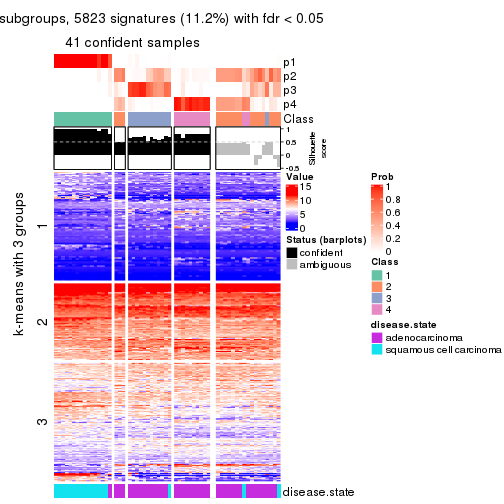 subgroups, 5823 signatures (11.2%) with fdr < 0.05
41 confident samples
p1
p2
p3
p4
Class
1
0.5
0
-0.5
Silhouette
score
k-means with 3 groups
1
2
3
disease.state
Value
15
10
5
0
Status (barplots)
confident
ambiguous
Prob
1
0.8
0.6
0.4
0.2
0
Class
1
2
3
4
disease.state
adenocarcinoma
squamous cell carcinoma